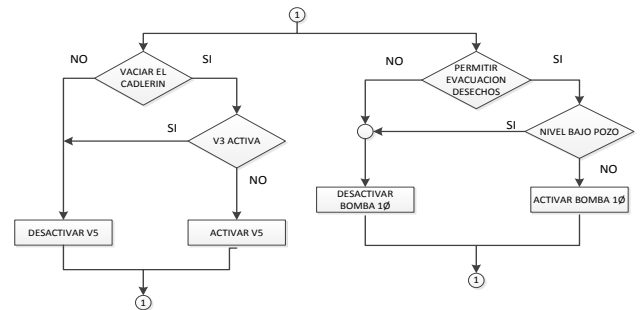 1
NO
SI
VACIAR EL
CADLERIN
NO
SI
PERMITIR
EVACUACION
DESECHOS
SI
V3 ACTIVA
NO
SI
NIVEL BAJO POZO
NO
DESACTIVAR V5
ACTIVAR V5
DESACTIVAR
BOMBA 1Ø
ACTIVAR BOMBA 1Ø
1
1